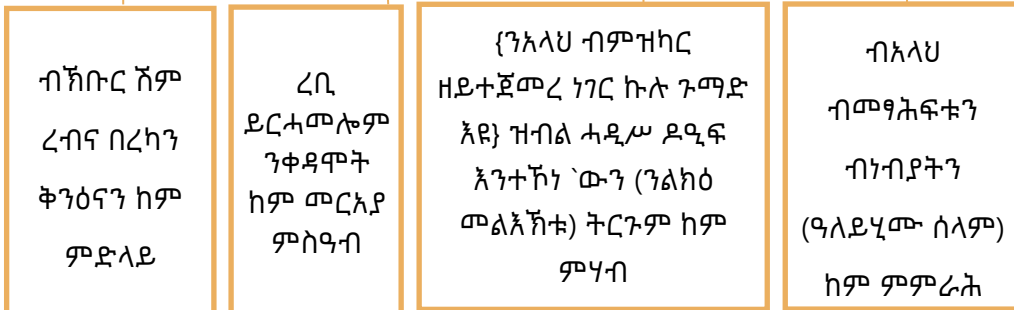 ብኽቡር ሽም
ረብና በረካን
ቅንዕናን ከም
ምድላይ
ረቢ
ይርሓመሎም
ንቀዳሞት
ከም መርአያ
ምስዓብ
{ንአላህ ብምዝካር
ዘይተጀመረ ነገር ኩሉ ጉማድ
እዩ} ዝብል ሓዲሥ ዶዒፍ
እንተኾነ `ውን (ንልክዕ
መልእኽቱ) ትርጉም ከም
ምሃብ
ብአላህ
ብመፃሕፍቱን
ብነብያትን
(ዓለይሂሙ ሰላም)
ከም ምምራሕ